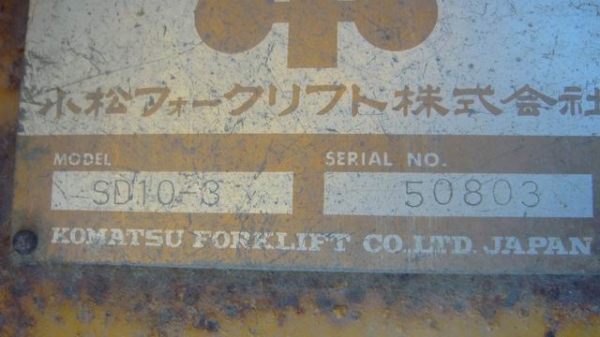 小松フォークリフト株式会社
MODEL SERIAL NO.
SD10-3 50803
KOMATSU FORKLIFT CO.,LTD. JAPAN